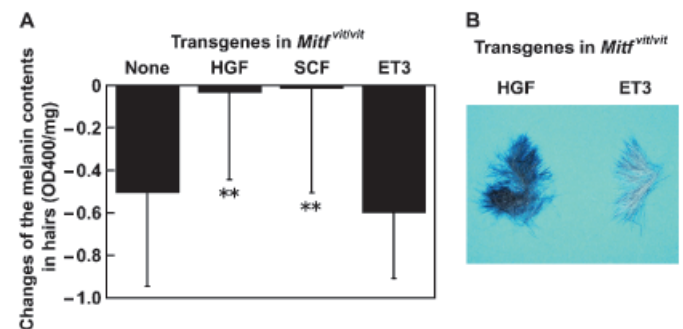 A
Transgenes in Mitf vit/vit
None HGF SCF ET3
Changes of the melanin contents
in hairs (OD400/mg)
0
−0.2
−0.4
−0.6
−0.8
−1.0
**
**
B
Transgenes in Mitf vit/vit
HGF ET3